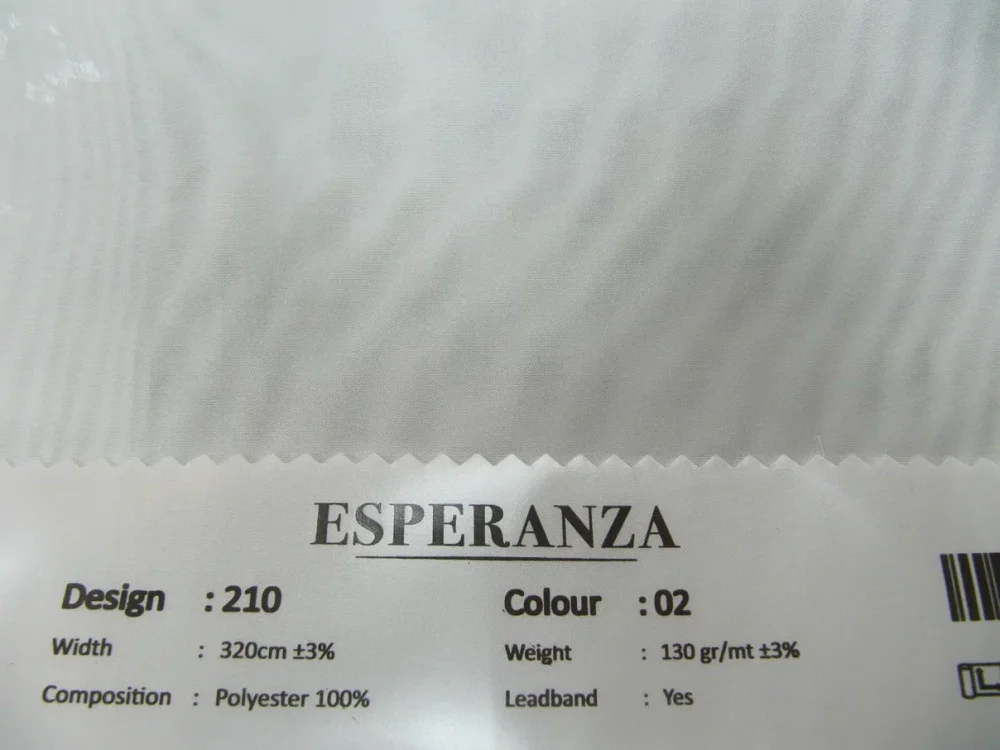 ESPERANZA
Design : 210 Colour : 02
Width : 320cm ±3% Weight : 130 gr/mt ±3%
Composition : Polyester 100% Leadband : Yes